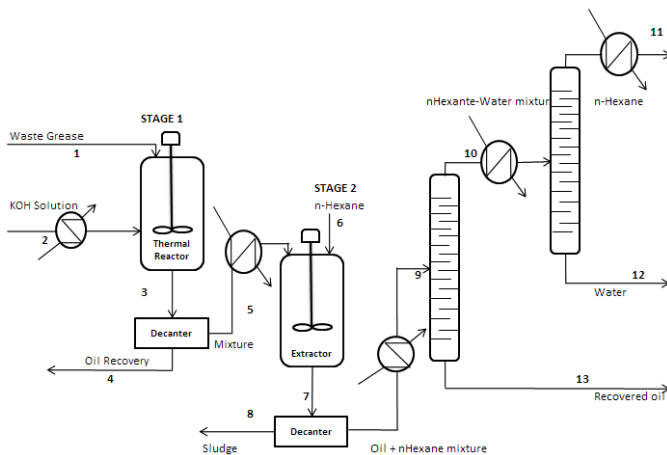 11
nHexante-Water mixtur
n-Hexane
STAGE 1
Waste Grease
1
10
STAGE 2
n-Hexane
6
KOH Solution
2
Thermal
Reactor
3
5
9
12
Water
Decanter
Mixture
Extractor
Oil Recovery
4
7
13
Recovered oil
8
Decanter
Sludge
Oil + nHexane mixture